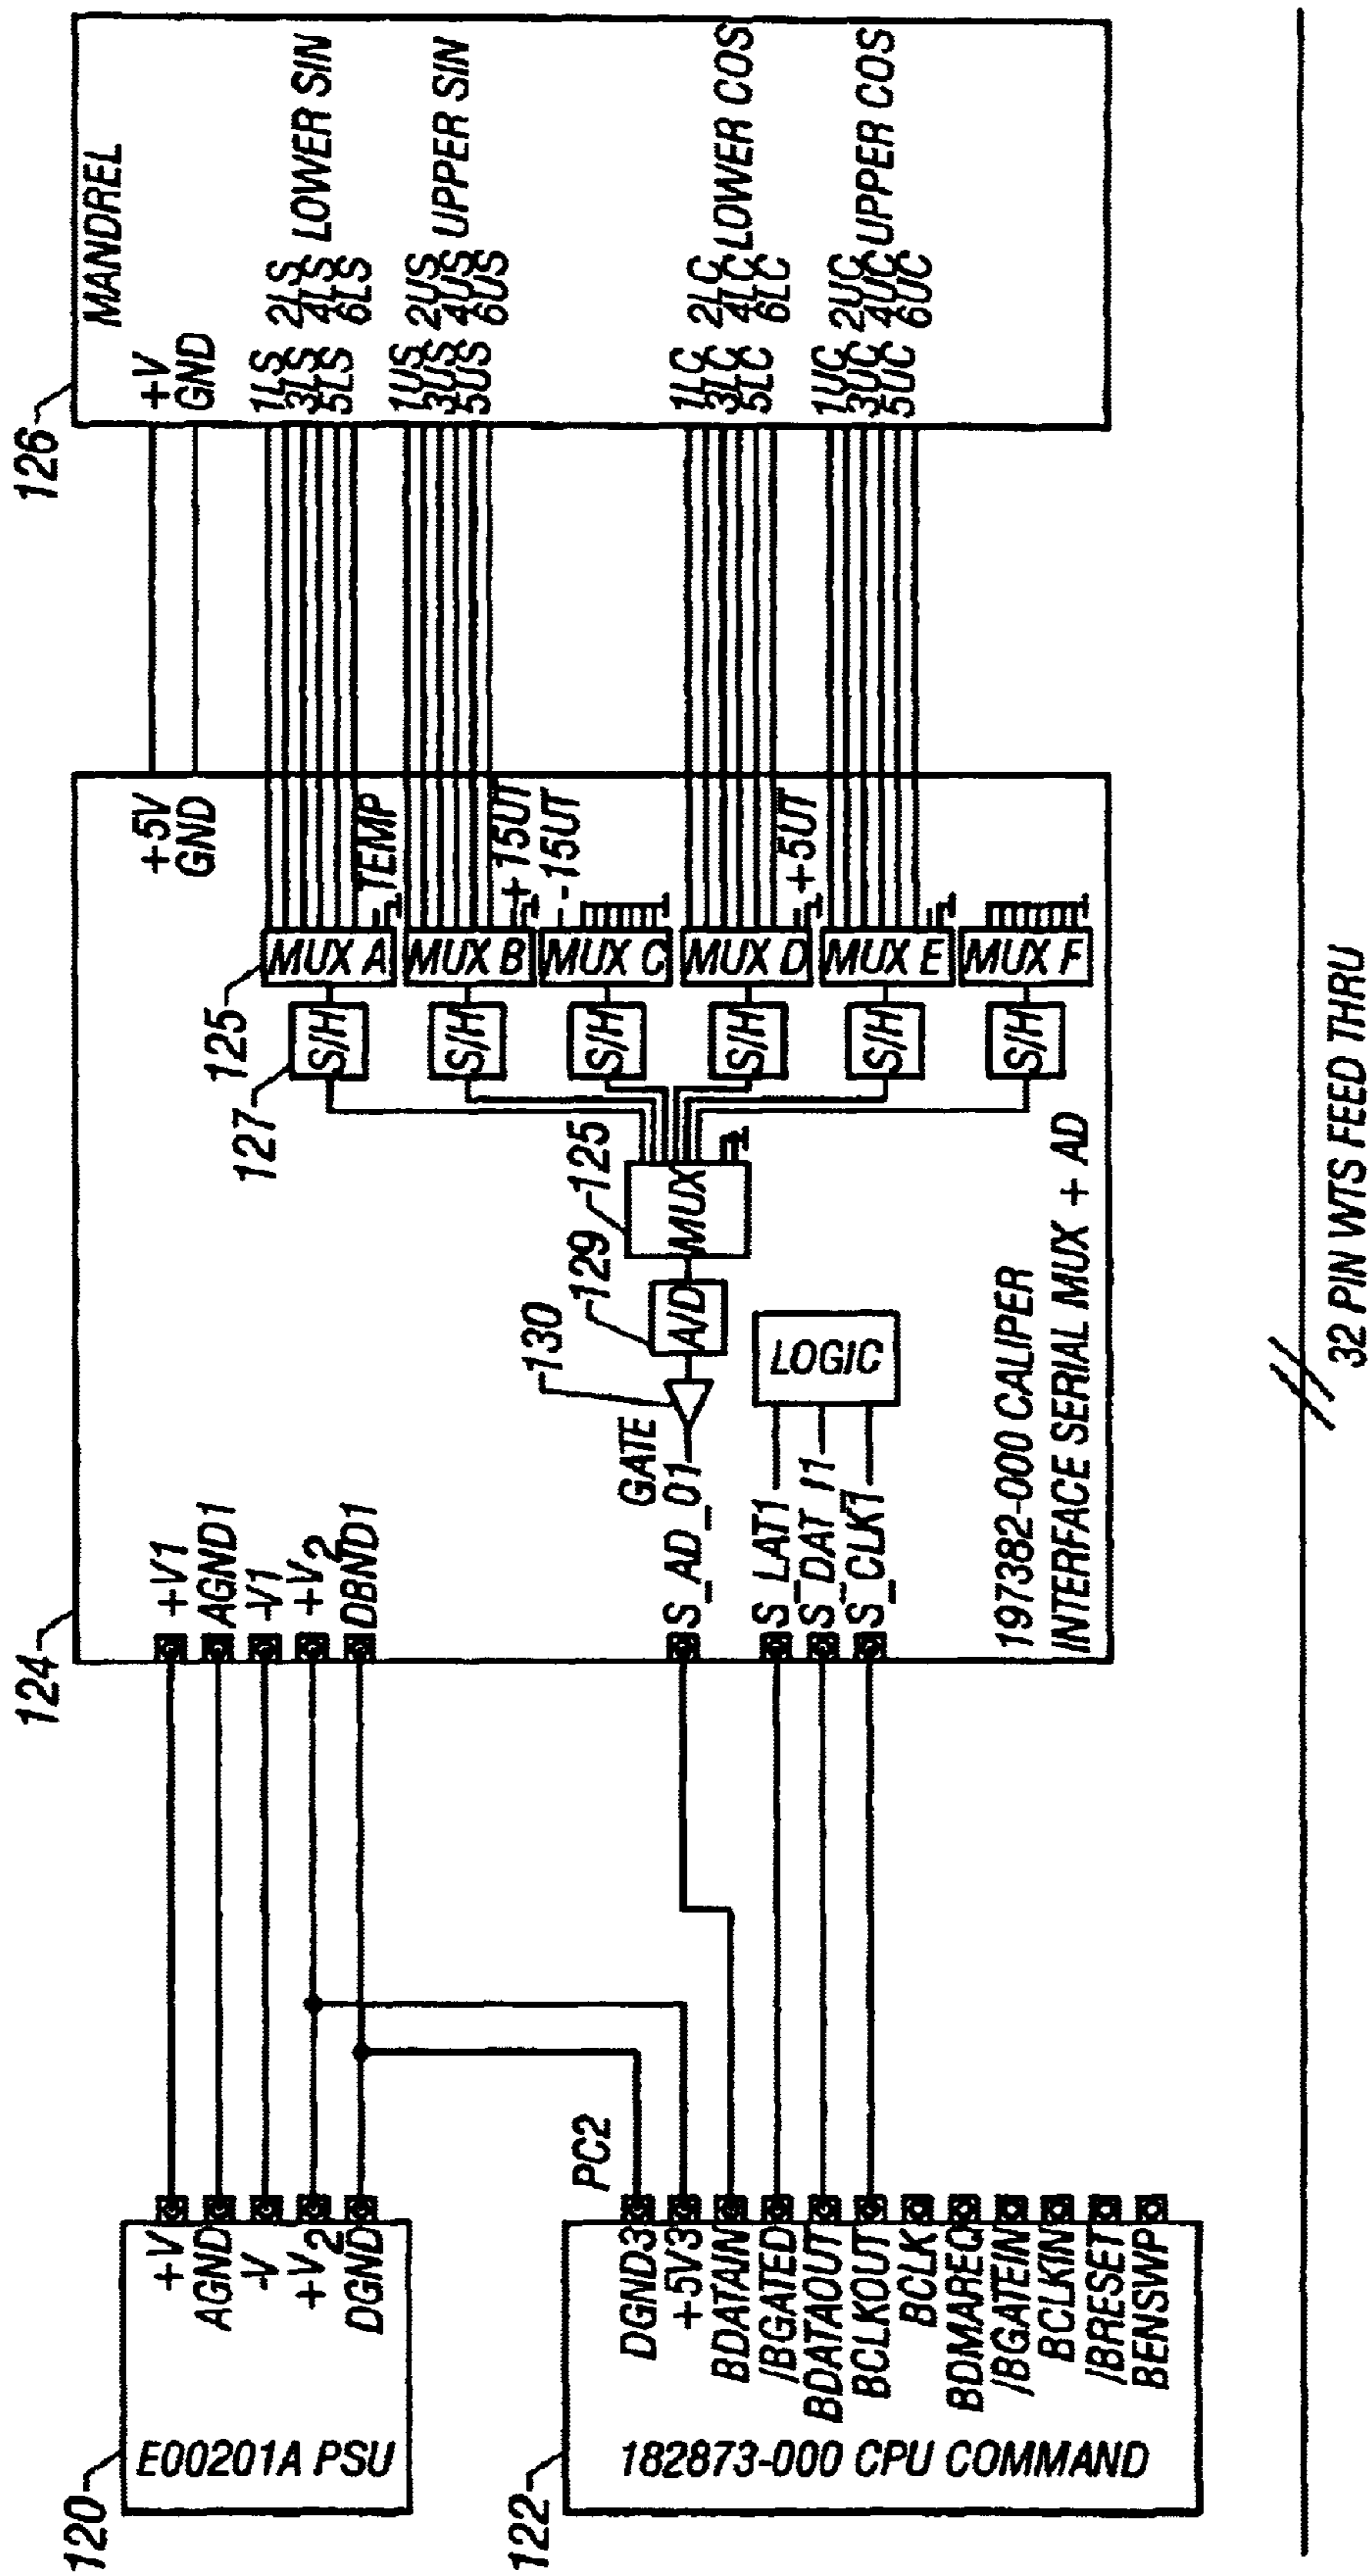 120
E00201A PSU
+V
AGND
-V
+V2
DGND
122
182873-000 CPU COMMAND
PC2
DGND3
+5V3
BDATAIN
/BGATED
BDATAOUT
BCLKOUT
BCLK
BDMAREQ
/BGATEIN
BCLKIN
/BRESET
BENSWP
124
+V1
AGND1
-V1
+V2
DBND1
S_AD_01
GATE
130
S_LAT1
S_DAT_I1
S_CLK1
LOGIC
A/D
129
MUX
125
127
125
S/H
S/H
S/H
S/H
S/H
S/H
MUX A
MUX B
MUX C
MUX D
MUX E
MUX F
TEMP
+15UT
-15UT
+5UT
+5V
GND
197382-000 CALIPER
INTERFACE SERIAL MUX + AD
126
MANDREL
+V
GND
1LS 2LS
3LS 4LS LOWER SIN
5LS 6LS
1US 2US
3US 4US UPPER SIN
5US 6US
1LC 2LC
3LC 4LC LOWER COS
5LC 6LC
1UC 2UC
3UC 4UC UPPER COS
5UC 6UC
32 PIN WTS FEED THRU